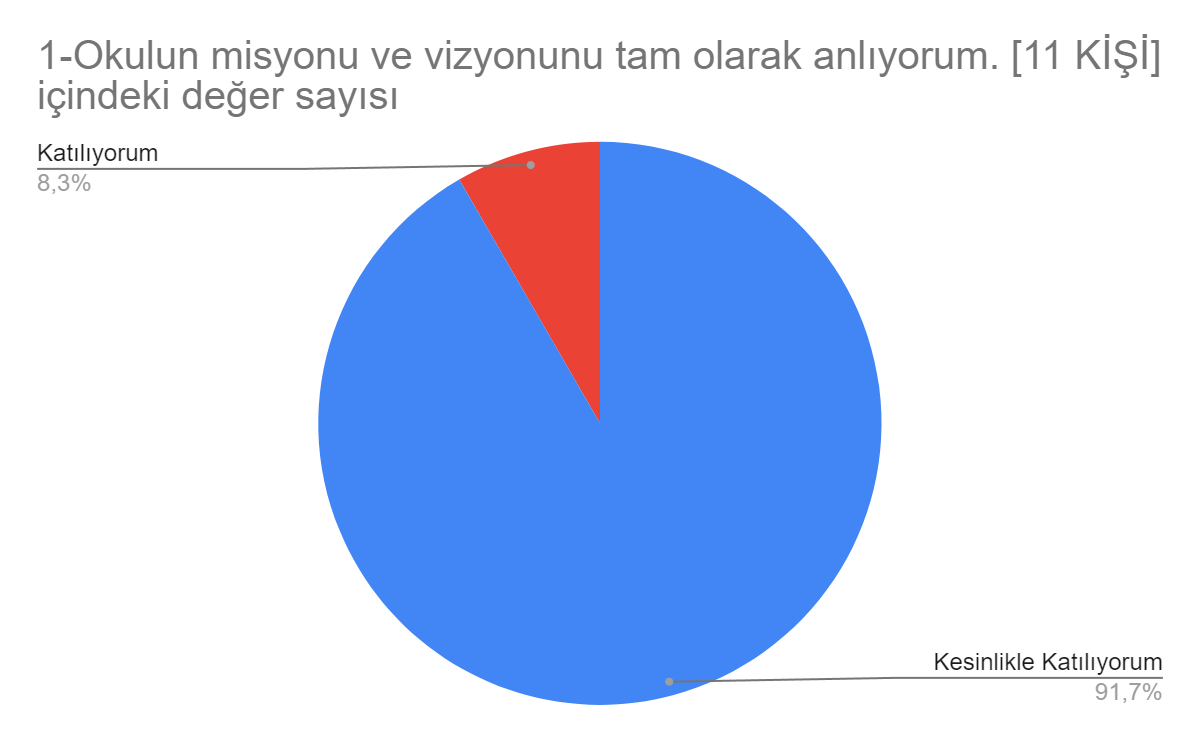 1-Okulun misyonu ve vizyonunu tam olarak anlıyorum. [11 KİŞİ]
içindeki değer sayısı
Katılıyorum
8,3%
Kesinlikle Katılıyorum
91,7%